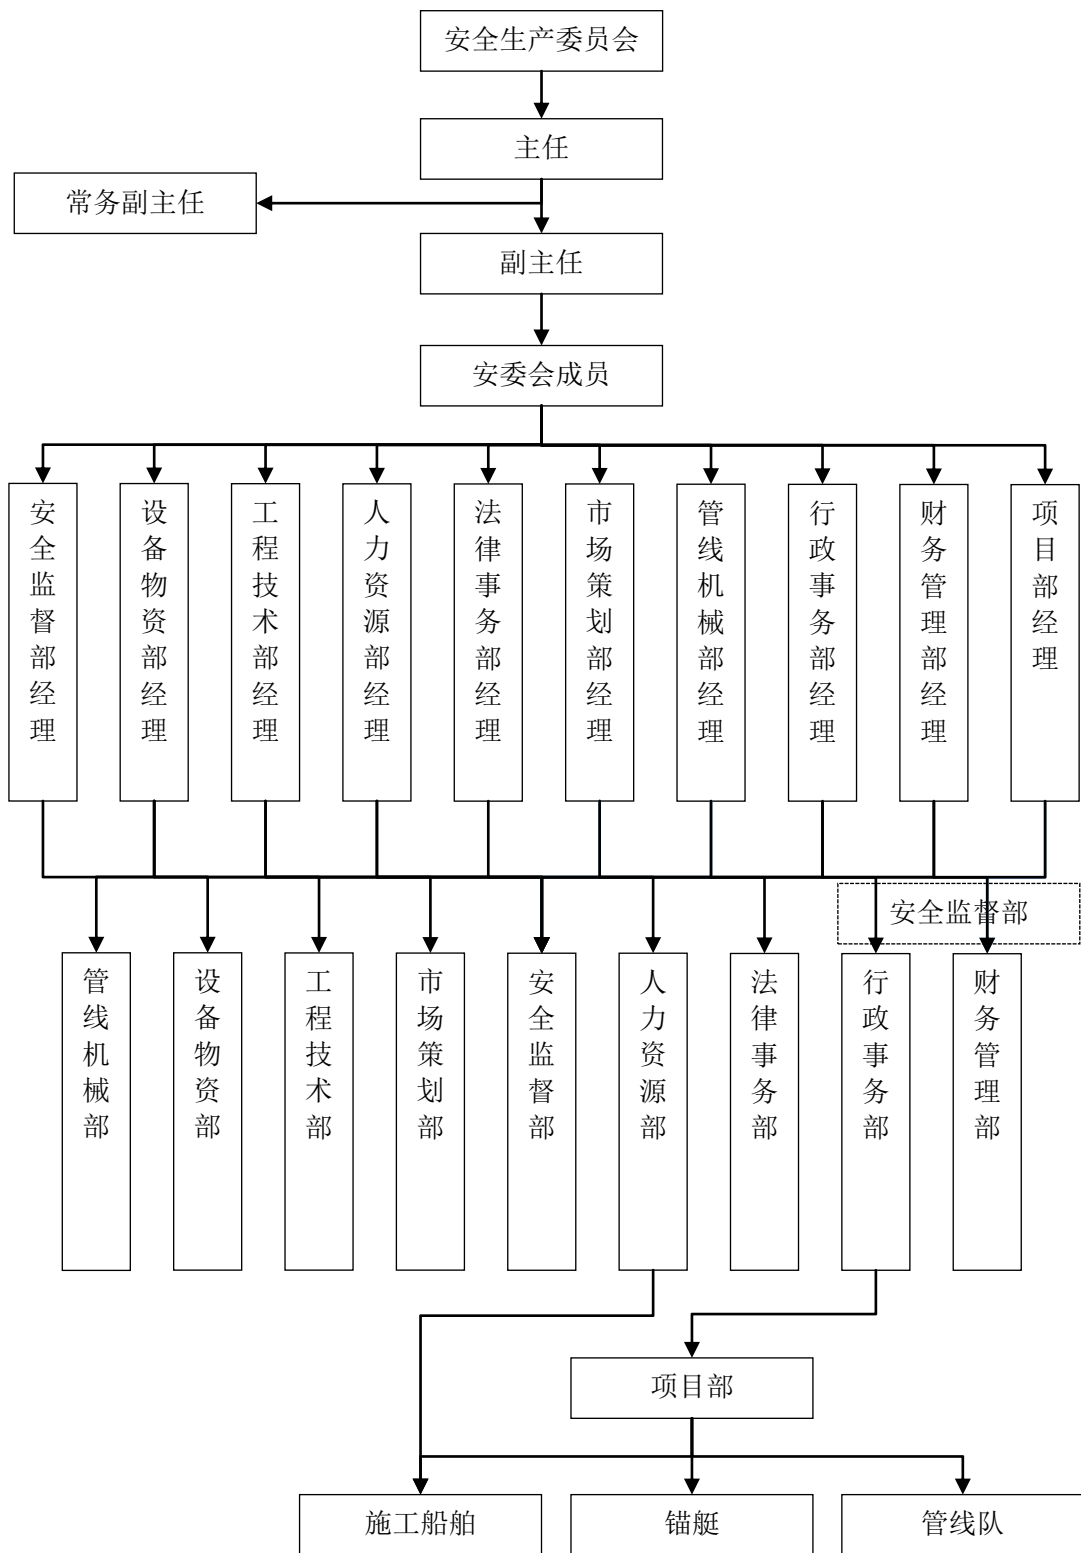 安全生产委员会
主任
常务副主任
副主任
安委会成员
安全监督部经理
设备物资部经理
工程技术部经理
人力资源部经理
法律事务部经理
市场策划部经理
管线机械部经理
行政事务部经理
财务管理部经理
项目部经理
安全监督部
管线机械部
设备物资部
工程技术部
市场策划部
安全监督部
人力资源部
法律事务部
行政事务部
财务管理部
项目部
施工船舶
锚艇
管线队